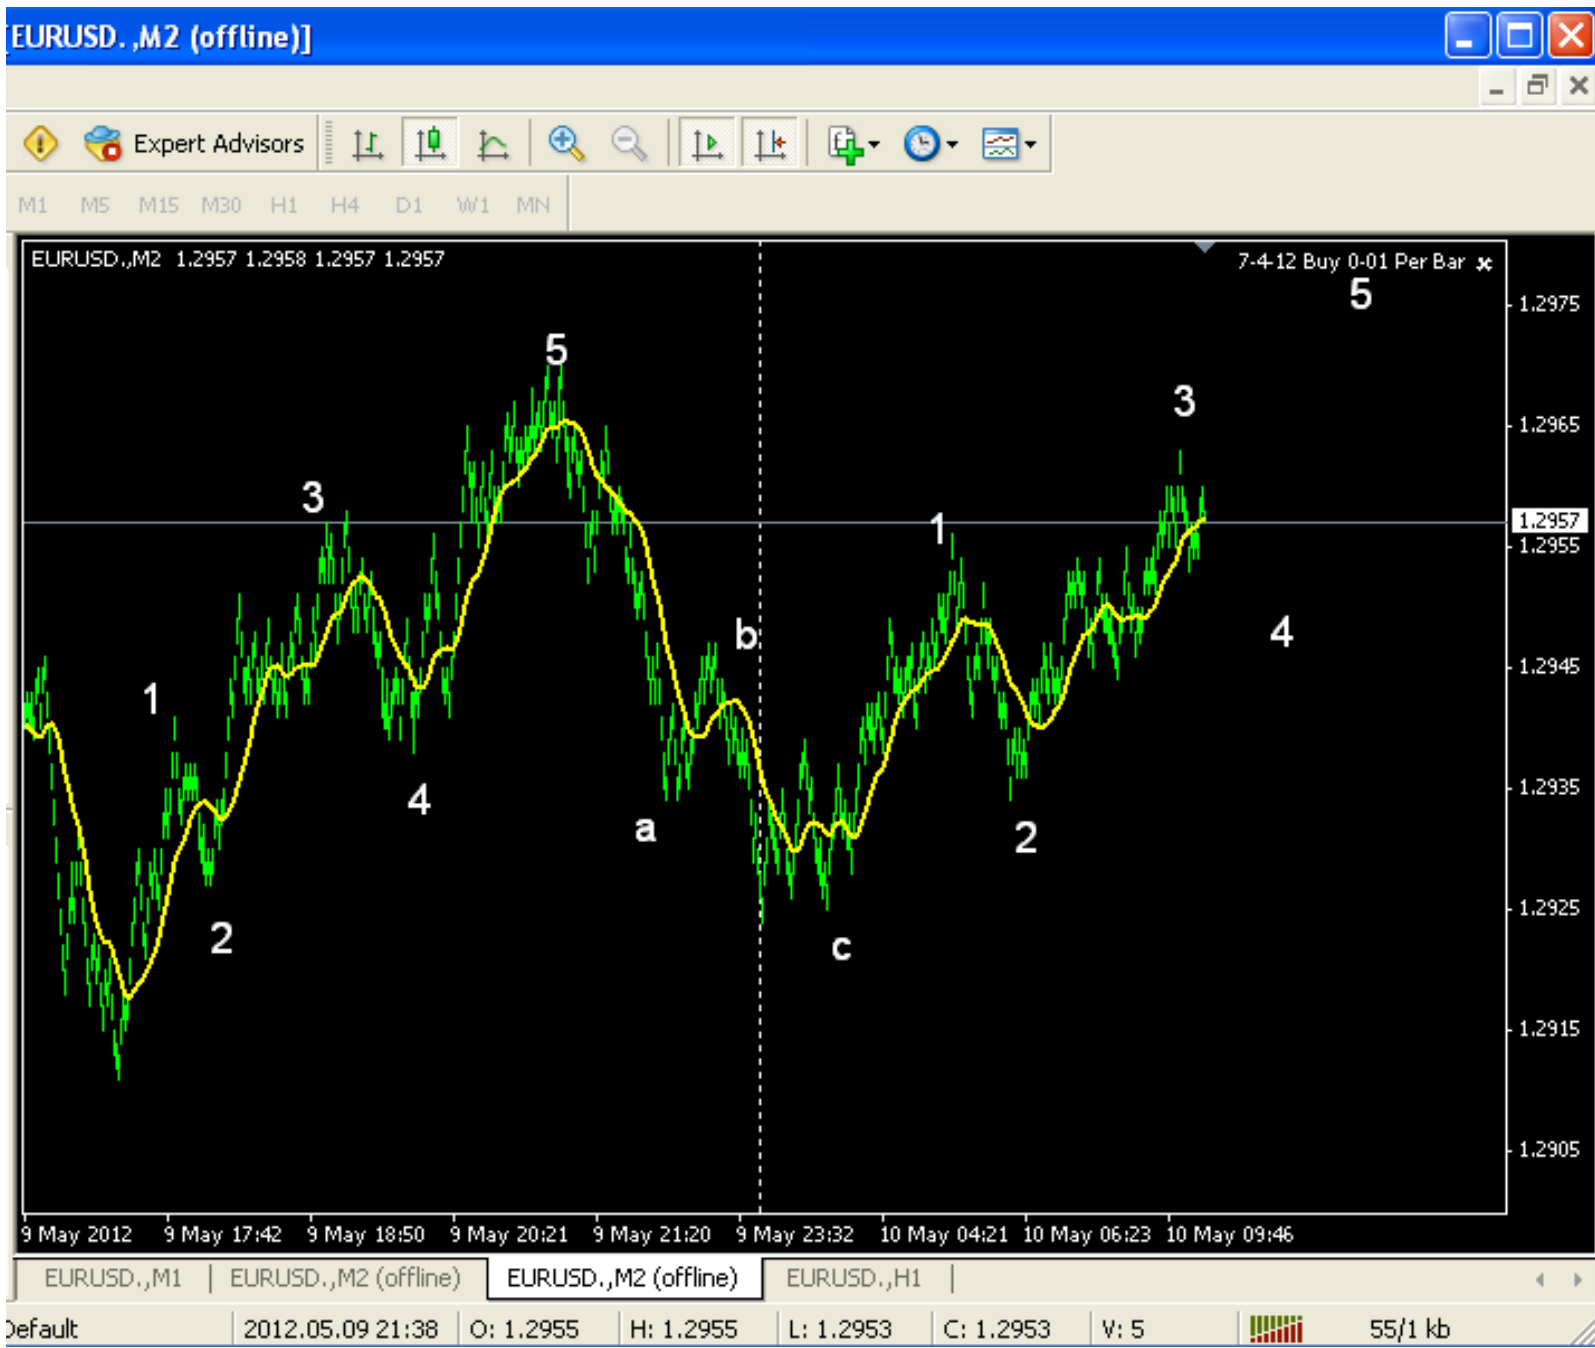 [EURUSD.,M2 (offline)]
Expert Advisors
M1 M5 M15 M30 H1 H4 D1 W1 MN
EURUSD.,M2 1.2957 1.2958 1.2957 1.2957
7-4-12 Buy 0-01 Per Bar
5
1.2975
5
3
1.2965
3
1
1.2957
1.2955
b
4
1.2945
1
4
1.2935
a
2
1.2925
2
c
1.2915
1.2905
9 May 2012 9 May 17:42 9 May 18:50 9 May 20:21 9 May 21:20 9 May 23:32 10 May 04:21 10 May 06:23 10 May 09:46
EURUSD.,M1 EURUSD.,M2 (offline) EURUSD.,M2 (offline) EURUSD.,H1
Default 2012.05.09 21:38 O: 1.2955 H: 1.2955 L: 1.2953 C: 1.2953 V: 5 55/1 kb